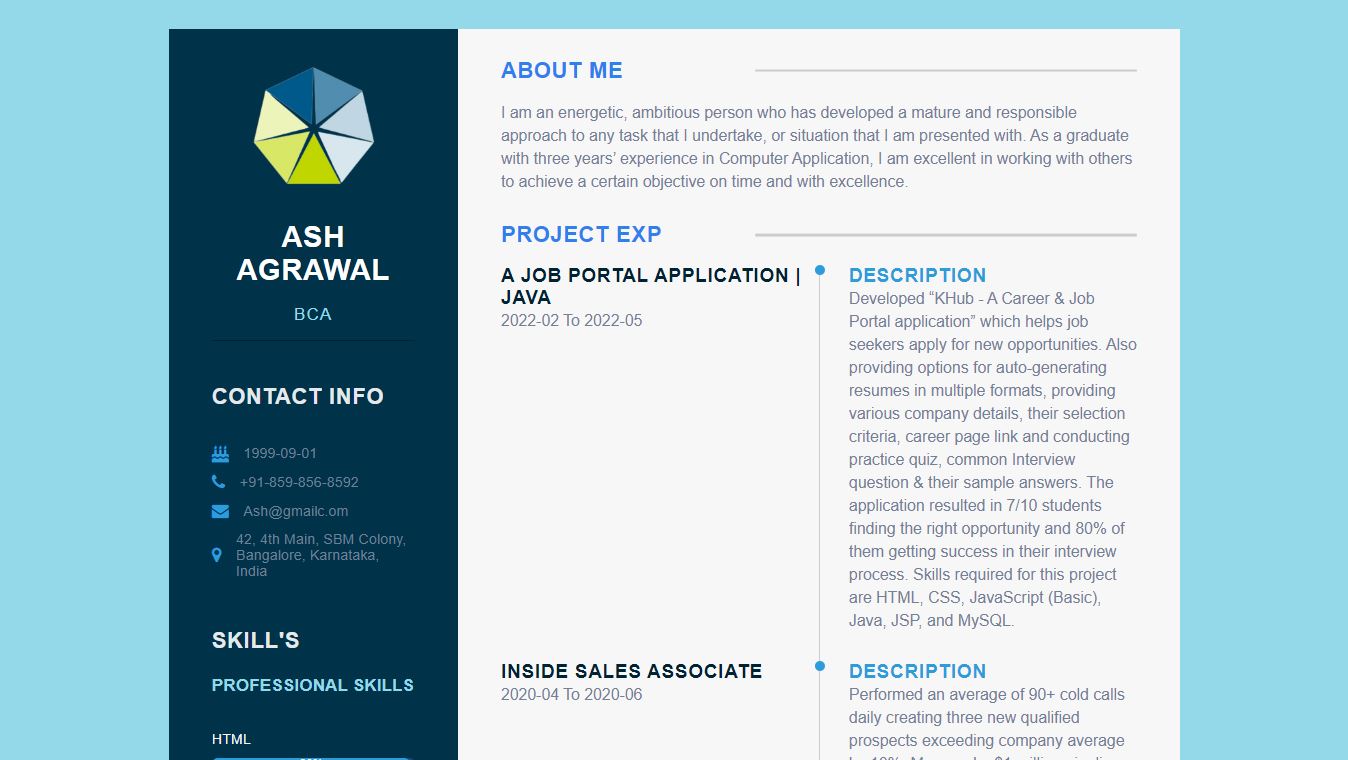 ASH
AGRAWAL
BCA
CONTACT INFO
1999-09-01
+91-859-856-8592
Ash@gmailc.om
42, 4th Main, SBM Colony,
Bangalore, Karnataka,
India
SKILL'S
PROFESSIONAL SKILLS
HTML
ABOUT ME
I am an energetic, ambitious person who has developed a mature and responsible
approach to any task that I undertake, or situation that I am presented with. As a graduate
with three years’ experience in Computer Application, I am excellent in working with others
to achieve a certain objective on time and with excellence.
PROJECT EXP
A JOB PORTAL APPLICATION |
JAVA
2022-02 To 2022-05
DESCRIPTION
Developed “KHub - A Career & Job
Portal application” which helps job
seekers apply for new opportunities. Also
providing options for auto-generating
resumes in multiple formats, providing
various company details, their selection
criteria, career page link and conducting
practice quiz, common Interview
question & their sample answers. The
application resulted in 7/10 students
finding the right opportunity and 80% of
them getting success in their interview
process. Skills required for this project
are HTML, CSS, JavaScript (Basic),
Java, JSP, and MySQL.
INSIDE SALES ASSOCIATE
2020-04 To 2020-06
DESCRIPTION
Performed an average of 90+ cold calls
daily creating three new qualified
prospects exceeding company average